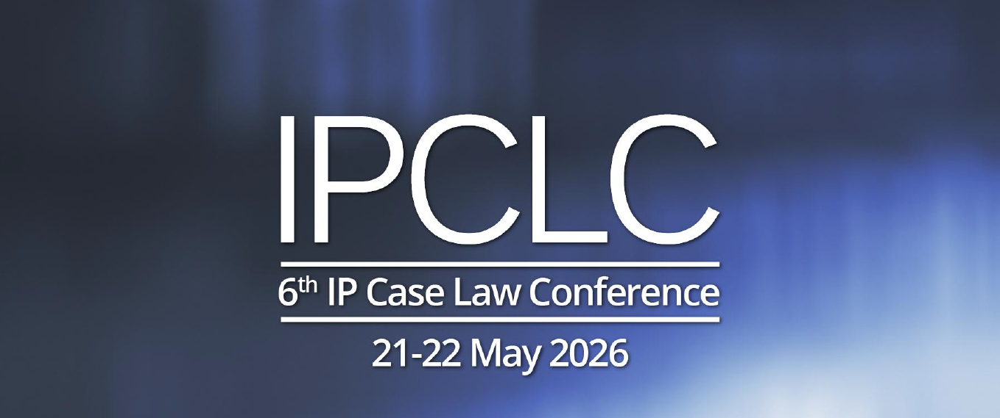 IPCLC
6th IP Case Law Conference
21-22 May 2026